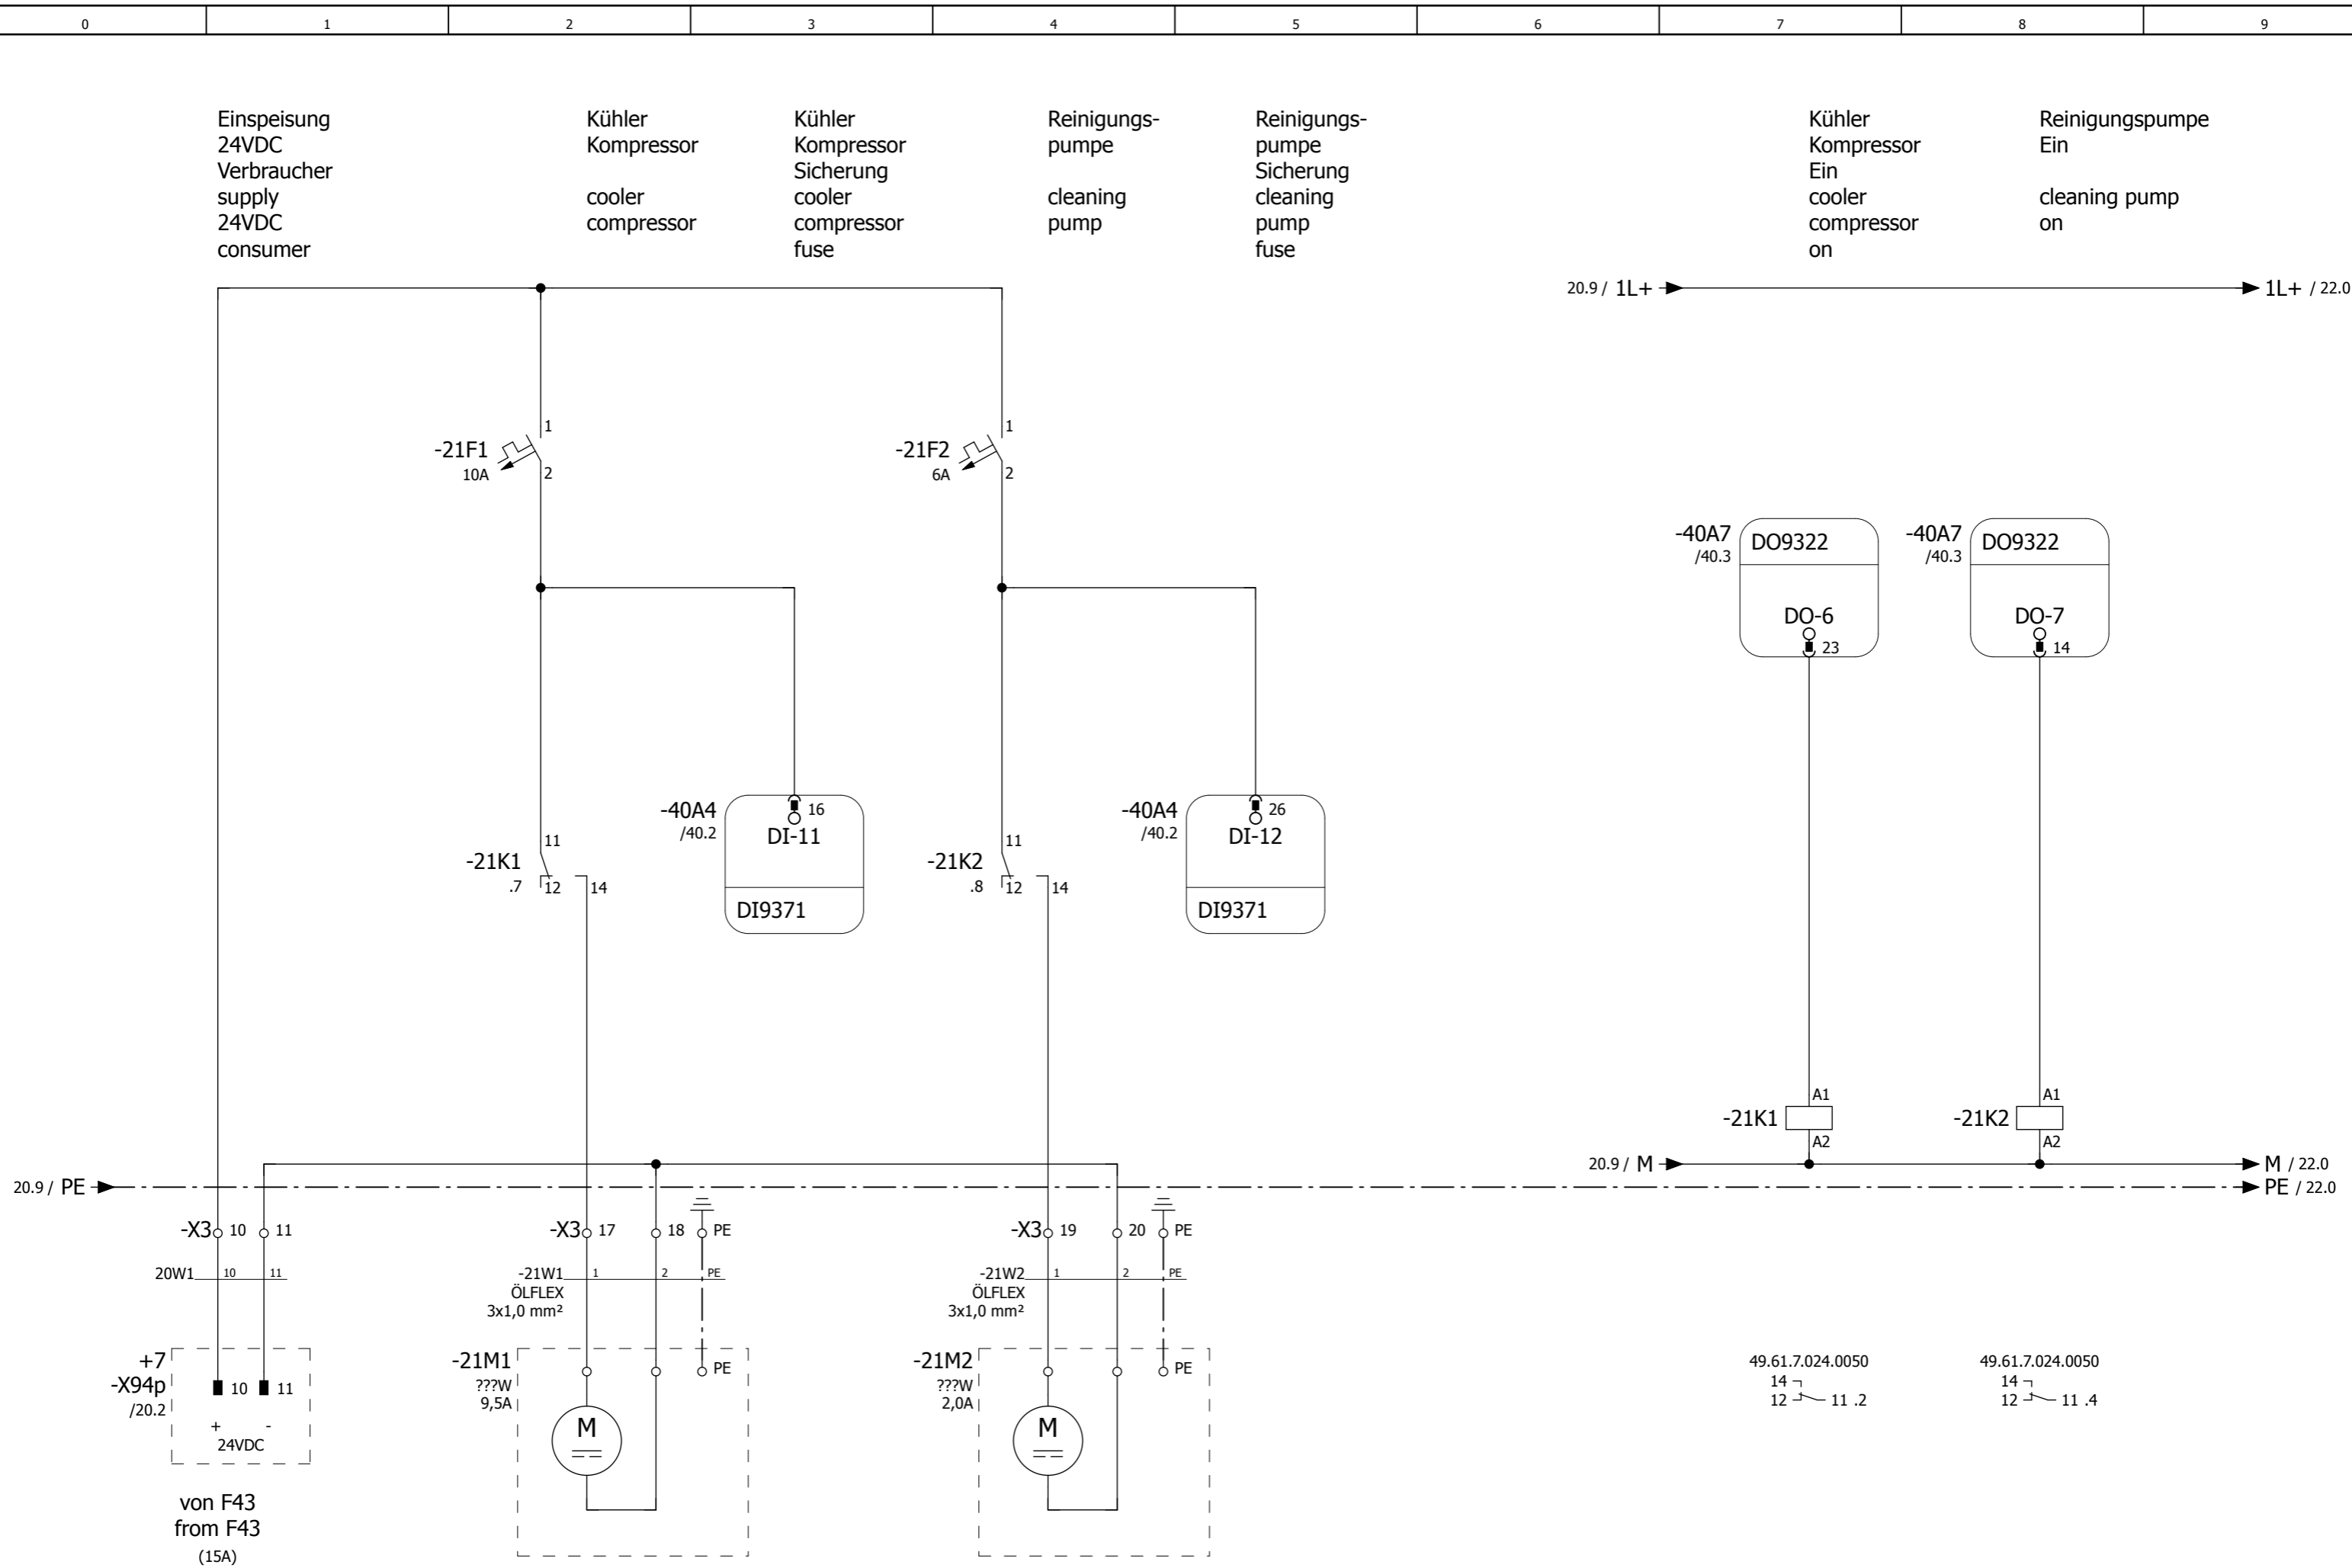 0 1 2 3 4 5 6 7 8 9
Einspeisung
24VDC
Verbraucher
supply
24VDC
consumer
Kühler
Kompressor
cooler
compressor
Kühler
Kompressor
Sicherung
cooler
compressor
fuse
Reinigungs-
pumpe
cleaning
pump
Reinigungs-
pumpe
Sicherung
cleaning
pump
fuse
Kühler
Kompressor
Ein
cooler
compressor
on
Reinigungspumpe
Ein
cleaning pump
on
20.9 / 1L+
1L+ / 22.0
1
-21F1
10A
2
1
-21F2
6A
2
-40A7
/40.3
DO9322
DO-6
23
-40A7
/40.3
DO9322
DO-7
14
11
-21K1
.7
12
14
-40A4
/40.2
16
DI-11
DI9371
11
-21K2
.8
12
14
-40A4
/40.2
26
DI-12
DI9371
A1
-21K1
A2
A1
-21K2
A2
20.9 / M
M / 22.0
20.9 / PE
PE / 22.0
-X3 10 11
-X3 17 18 PE
-X3 19 20 PE
20W1 10 11
-21W1 1 2 PE
ÖLFLEX
3x1,0 mm²
-21W2 1 2 PE
ÖLFLEX
3x1,0 mm²
+7
-X94p
/20.2
10 11
+ -
24VDC
von F43
from F43
(15A)
-21M1
???W
9,5A
PE
M
-21M2
???W
2,0A
PE
M
49.61.7.024.0050
14
12 11 .2
49.61.7.024.0050
14
12 11 .4